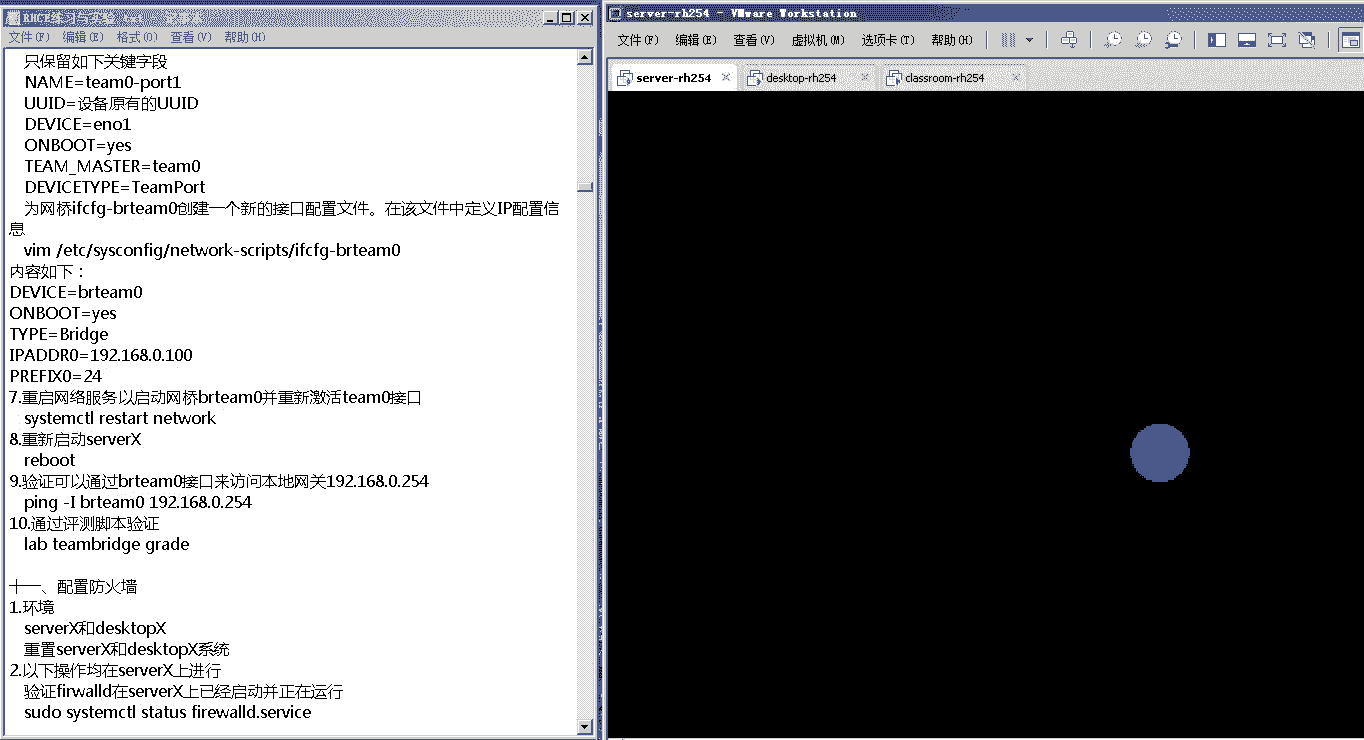 RHCE练习与实验.txt - 记事本
文件(F) 编辑(E) 格式(O) 查看(V) 帮助(H)
只保留如下关键字段
NAME=team0-port1
UUID=设备原有的UUID
DEVICE=eno1
ONBOOT=yes
TEAM_MASTER=team0
DEVICETYPE=TeamPort
为网桥ifcfg-brteam0创建一个新的接口配置文件。在该文件中定义IP配置信
息
vim /etc/sysconfig/network-scripts/ifcfg-brteam0
内容如下：
DEVICE=brteam0
ONBOOT=yes
TYPE=Bridge
IPADDR0=192.168.0.100
PREFIX0=24
7.重启网络服务以启动网桥brteam0并重新激活team0接口
systemctl restart network
8.重新启动serverX
reboot
9.验证可以通过brteam0接口来访问本地网关192.168.0.254
ping -I brteam0 192.168.0.254
10.通过评测脚本验证
lab teambridge grade
十一、配置防火墙
1.环境
serverX和desktopX
重置serverX和desktopX系统
2.以下操作均在serverX上进行
验证firwalld在serverX上已经启动并正在运行
sudo systemctl status firewalld.service
server-rh254 - VMware Workstation
文件(F) 编辑(E) 查看(V) 虚拟机(M) 选项卡(T) 帮助(H)
server-rh254 desktop-rh254 classroom-rh254